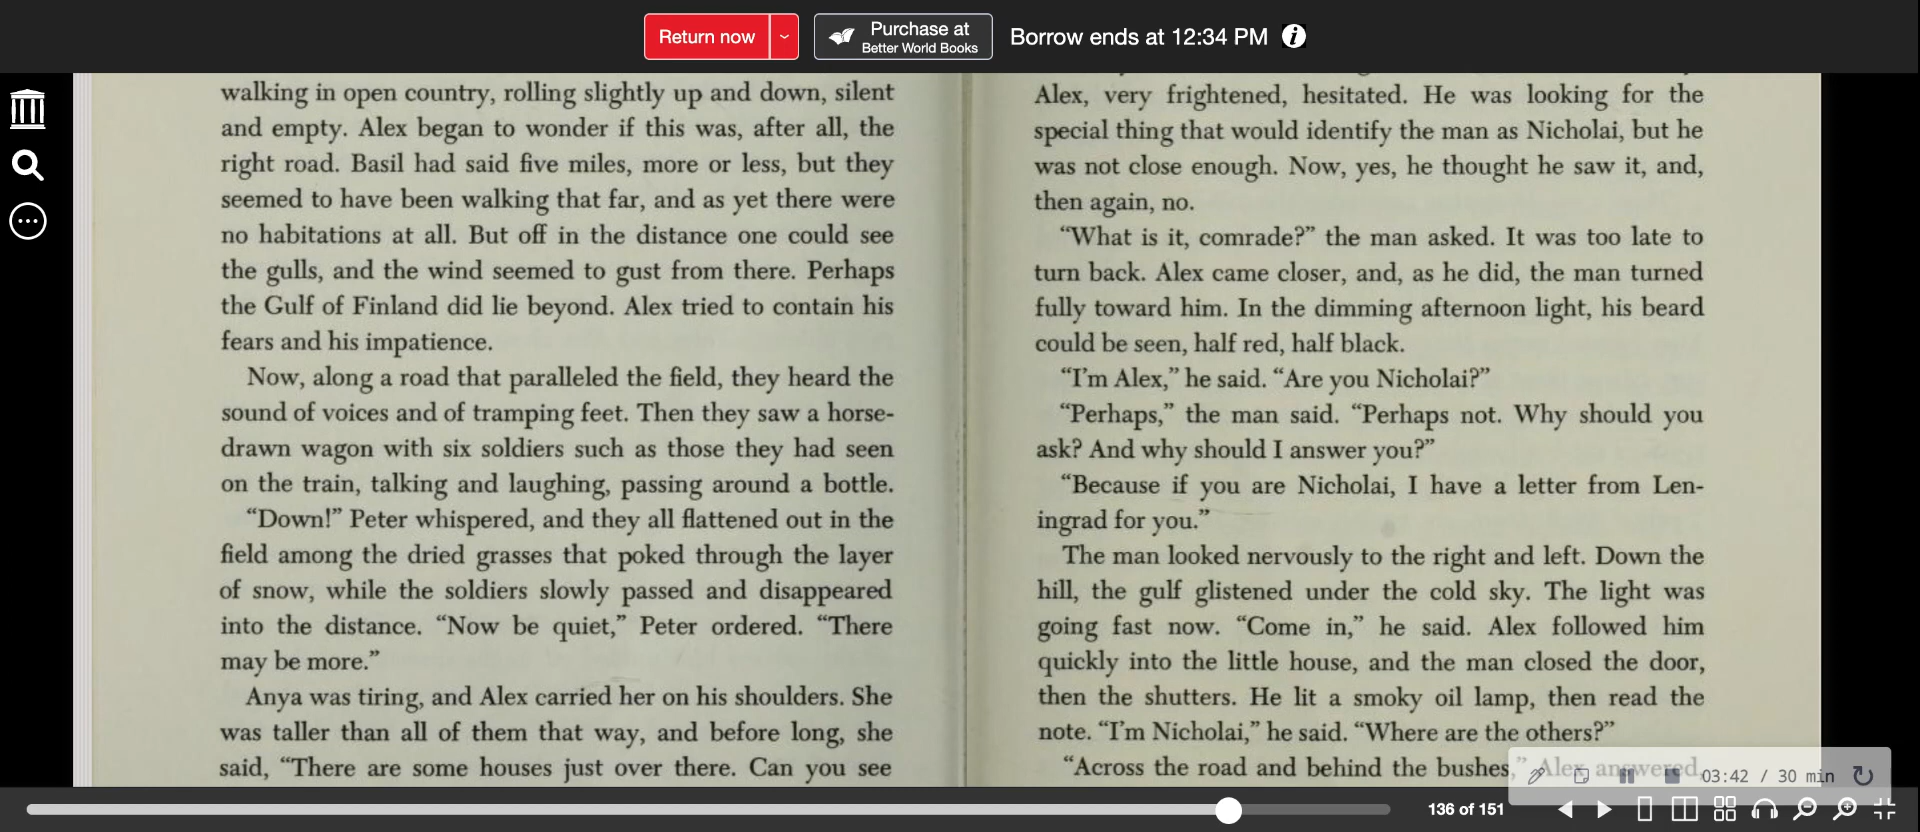 Return now
Purchase at
Better World Books
Borrow ends at 12:34 PM
walking in open country, rolling slightly up and down, silent
and empty. Alex began to wonder if this was, after all, the
right road. Basil had said five miles, more or less, but they
seemed to have been walking that far, and as yet there were
no habitations at all. But off in the distance one could see
the gulls, and the wind seemed to gust from there. Perhaps
the Gulf of Finland did lie beyond. Alex tried to contain his
fears and his impatience.
Now, along a road that paralleled the field, they heard the
sound of voices and of tramping feet. Then they saw a horse-
drawn wagon with six soldiers such as those they had seen
on the train, talking and laughing, passing around a bottle.
“Down!” Peter whispered, and they all flattened out in the
field among the dried grasses that poked through the layer
of snow, while the soldiers slowly passed and disappeared
into the distance. “Now be quiet,” Peter ordered. “There
may be more.”
Anya was tiring, and Alex carried her on his shoulders. She
was taller than all of them that way, and before long, she
said, “There are some houses just over there. Can you see
Alex, very frightened, hesitated. He was looking for the
special thing that would identify the man as Nicholai, but he
was not close enough. Now, yes, he thought he saw it, and,
then again, no.
“What is it, comrade?” the man asked. It was too late to
turn back. Alex came closer, and, as he did, the man turned
fully toward him. In the dimming afternoon light, his beard
could be seen, half red, half black.
“I’m Alex,” he said. “Are you Nicholai?”
“Perhaps,” the man said. “Perhaps not. Why should you
ask? And why should I answer you?”
“Because if you are Nicholai, I have a letter from Len-
ingrad for you.”
The man looked nervously to the right and left. Down the
hill, the gulf glistened under the cold sky. The light was
going fast now. “Come in,” he said. Alex followed him
quickly into the little house, and the man closed the door,
then the shutters. He lit a smoky oil lamp, then read the
note. “I’m Nicholai,” he said. “Where are the others?”
“Across the road and behind the bushes,” Alex answered,
03:42 / 30 min
136 of 151